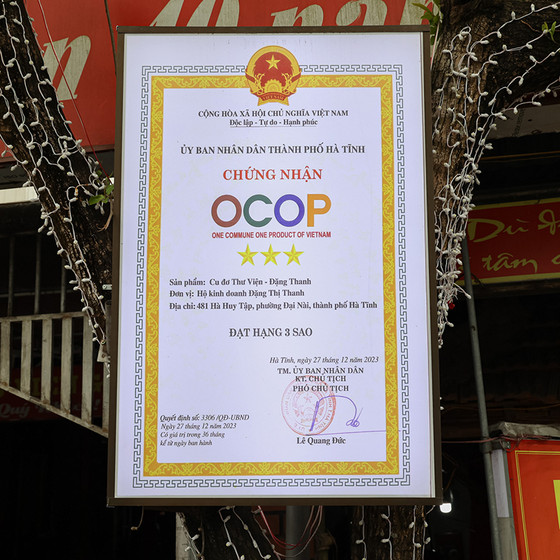 CỘNG HÒA XÃ HỘI CHỦ NGHĨA VIỆT NAM
Độc lập - Tự do - Hạnh phúc
ỦY BAN NHÂN DÂN THÀNH PHỐ HÀ TĨNH
CHỨNG NHẬN
OCOP
ONE COMMUNE ONE PRODUCT OF VIETNAM
Sản phẩm: Cu đơ Thư Viện - Đặng Thanh
Đơn vị: Hộ kinh doanh Đặng Thị Thanh
Địa chỉ: 481 Hà Huy Tập, phường Đại Nài, thành phố Hà Tĩnh
ĐẠT HẠNG 3 SAO
Hà Tĩnh, ngày 27 tháng 12 năm 2023
TM. ỦY BAN NHÂN DÂN
KT. CHỦ TỊCH
PHÓ CHỦ TỊCH
Quyết định số: 3306 /QĐ-UBND
Ngày 27 tháng 12 năm 2023
Có giá trị trong 36 tháng
kể từ ngày ban hành
Lê Quang Đức
10 năm
Dù đ
tâm
Quý